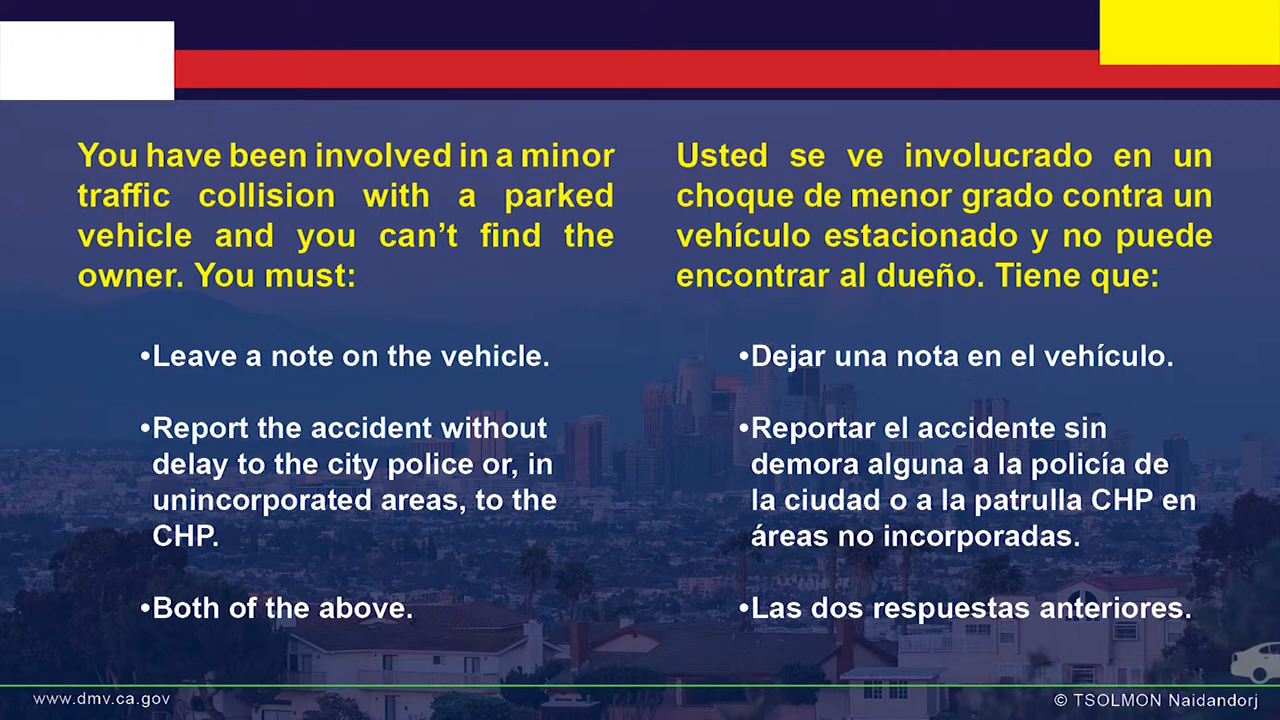 You have been involved in a minor
traffic collision with a parked
vehicle and you can’t find the
owner. You must:
•Leave a note on the vehicle.
•Report the accident without
delay to the city police or, in
unincorporated areas, to the
CHP.
•Both of the above.
Usted se ve involucrado en un
choque de menor grado contra un
vehículo estacionado y no puede
encontrar al dueño. Tiene que:
•Dejar una nota en el vehículo.
•Reportar el accidente sin
demora alguna a la policía de
la ciudad o a la patrulla CHP en
áreas no incorporadas.
•Las dos respuestas anteriores.
www.dmv.ca.gov
© TSOLMON Naidandorj